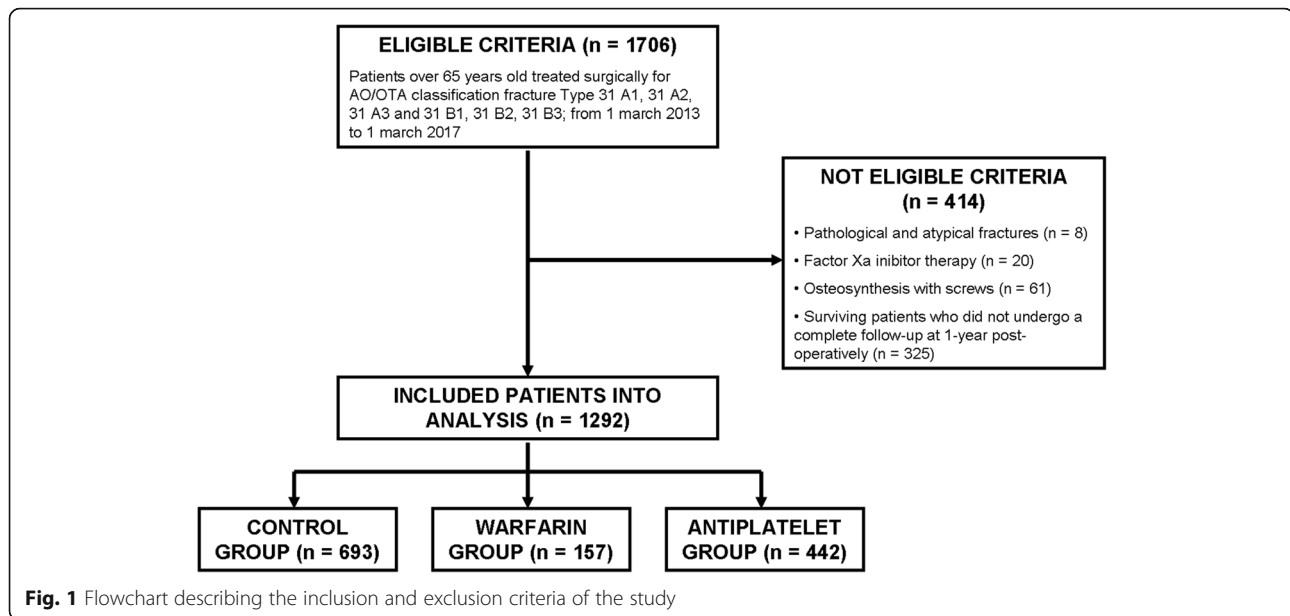 ELIGIBLE CRITERIA (n = 1706)
Patients over 65 years old treated surgically for
AO/OTA classification fracture Type 31 A1, 31 A2,
31 A3 and 31 B1, 31 B2, 31 B3; from 1 march 2013
to 1 march 2017
NOT ELIGIBLE CRITERIA
(n = 414)
• Pathological and atypical fractures (n = 8)
• Factor Xa inibitor therapy (n = 20)
• Osteosynthesis with screws (n = 61)
• Surviving patients who did not undergo a
complete follow-up at 1-year post-
operatively (n = 325)
INCLUDED PATIENTS INTO
ANALYSIS (n = 1292)
CONTROL
GROUP (n = 693)
WARFARIN
GROUP (n = 157)
ANTIPLATELET
GROUP (n = 442)
Fig. 1 Flowchart describing the inclusion and exclusion criteria of the study